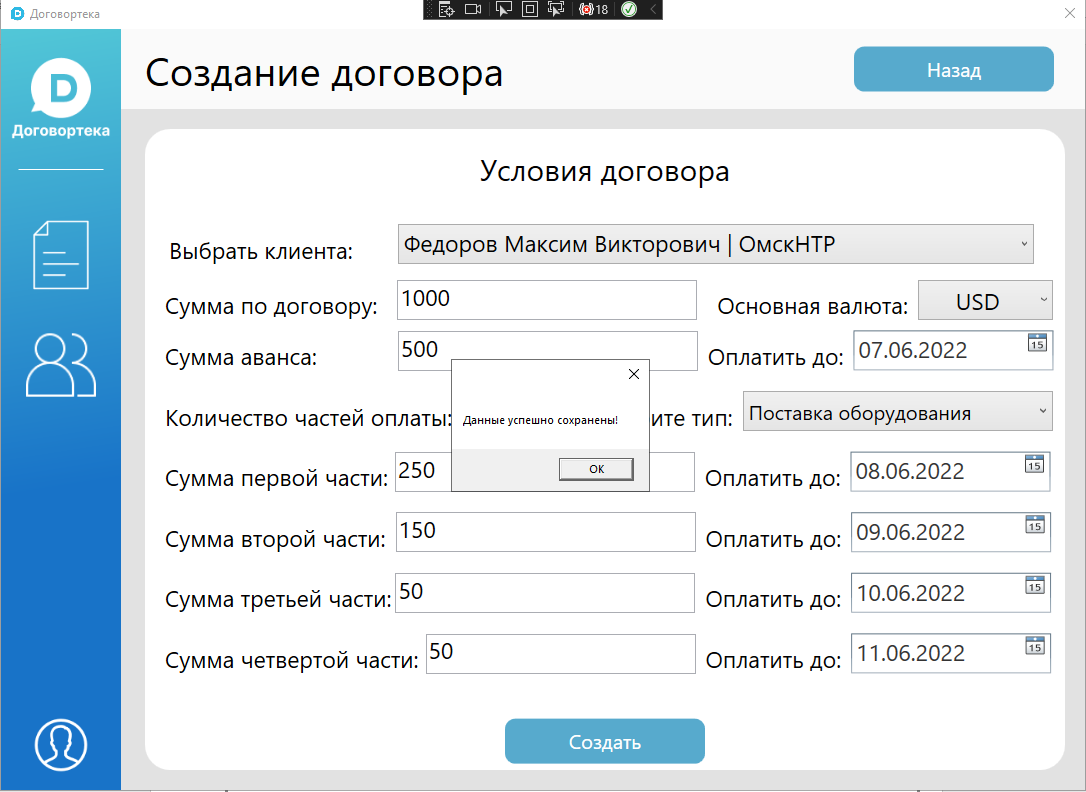 Договортека
18
Создание договора
Назад
D
Договортека
Условия договора
Выбрать клиента:
Федоров Максим Викторович | ОмскНТР
Сумма по договору:
1000
Основная валюта:
USD
Сумма аванса:
500
Оплатить до:
07.06.2022
15
Количество частей оплаты:
ите тип:
Поставка оборудования
Данные успешно сохранены!
OK
Сумма первой части:
250
Оплатить до:
08.06.2022
15
Сумма второй части:
150
Оплатить до:
09.06.2022
15
Сумма третьей части:
50
Оплатить до:
10.06.2022
15
Сумма четвертой части:
50
Оплатить до:
11.06.2022
15
Создать